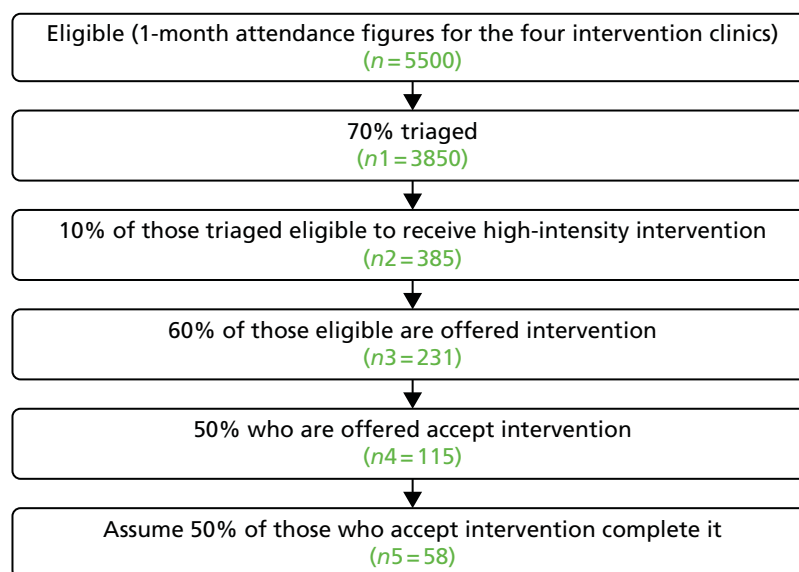 Eligible (1-month attendance figures for the four intervention clinics)
(n=5500)
70% triaged
(n1=3850)
10% of those triaged eligible to receive high-intensity intervention
(n2=385)
60% of those eligible are offered intervention
(n3=231)
50% who are offered accept intervention
(n4=115)
Assume 50% of those who accept intervention complete it
(n5=58)